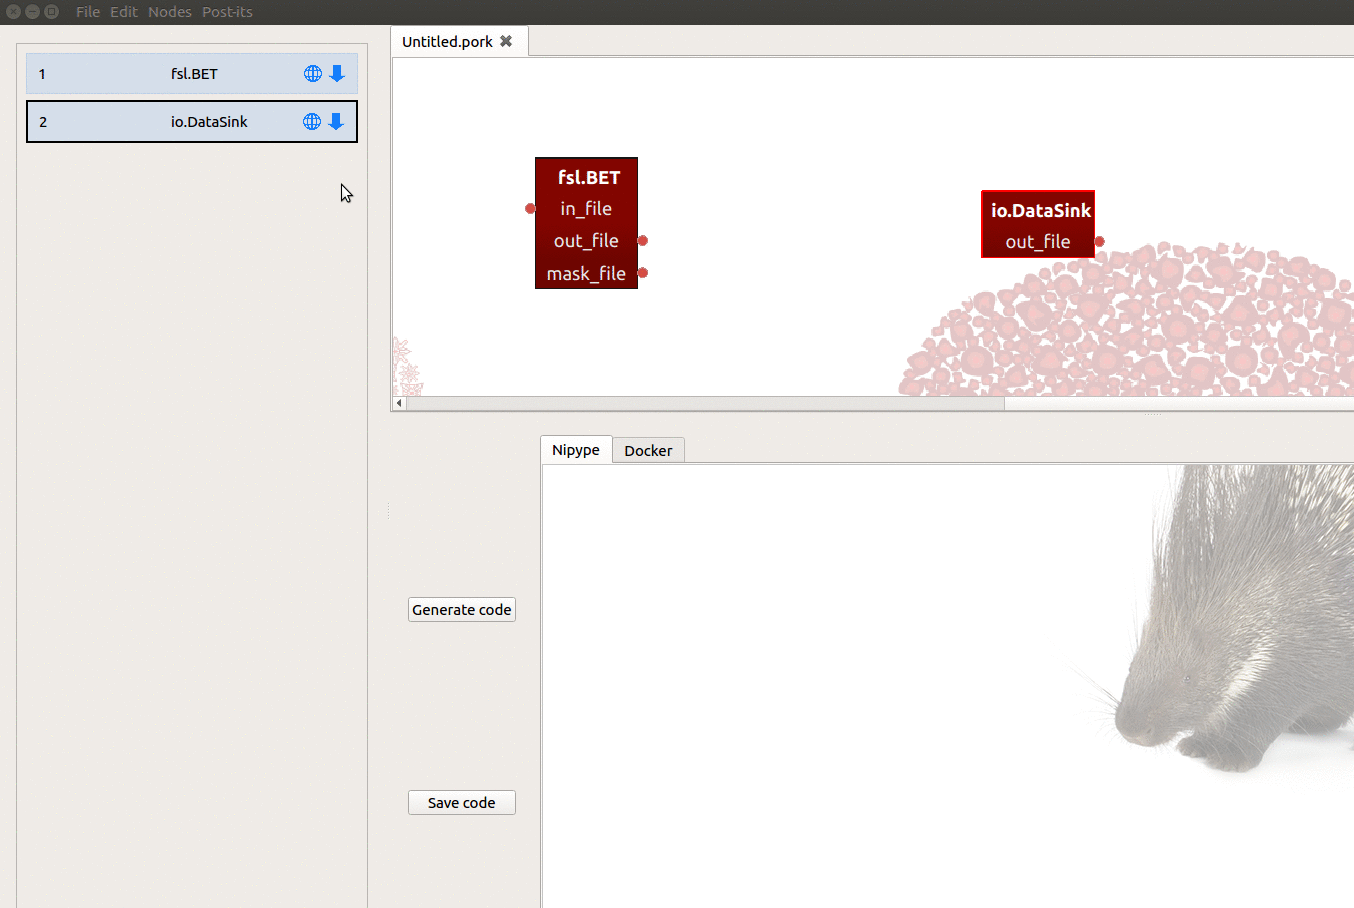 File Edit Nodes Post-its
Untitled.pork
1 fsl.BET
2 io.DataSink
fsl.BET
in_file
out_file
mask_file
io.DataSink
out_file
Nipype Docker
Generate code
Save code